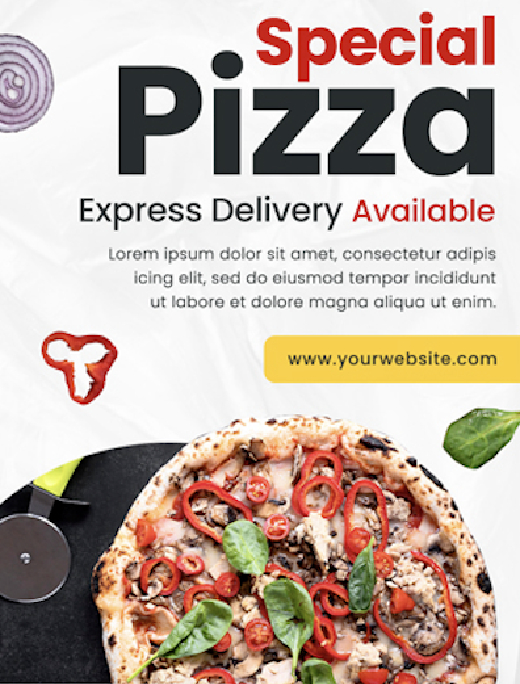 Special
Pizza
Express Delivery Available
Lorem ipsum dolor sit amet, consectetur adipis
icing elit, sed do eiusmod tempor incididunt
ut labore et dolore magna aliqua ut enim.
www.yourwebsite.com